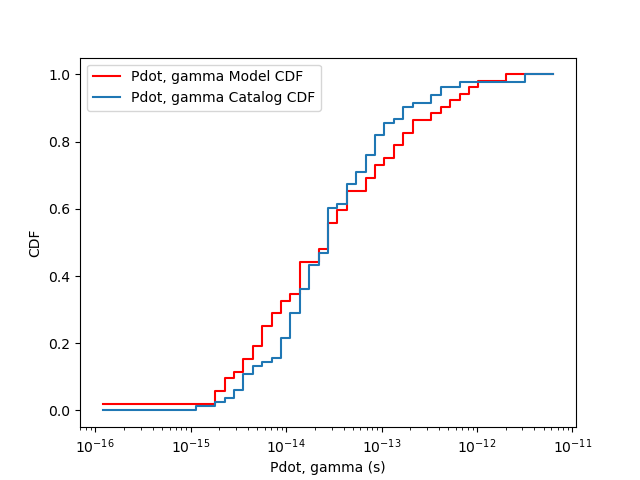 Pdot, gamma Model CDF
Pdot, gamma Catalog CDF
1.0
0.8
0.6
0.4
0.2
0.0
CDF
10⁻¹⁶ 10⁻¹⁵ 10⁻¹⁴ 10⁻¹³ 10⁻¹² 10⁻¹¹
Pdot, gamma (s)